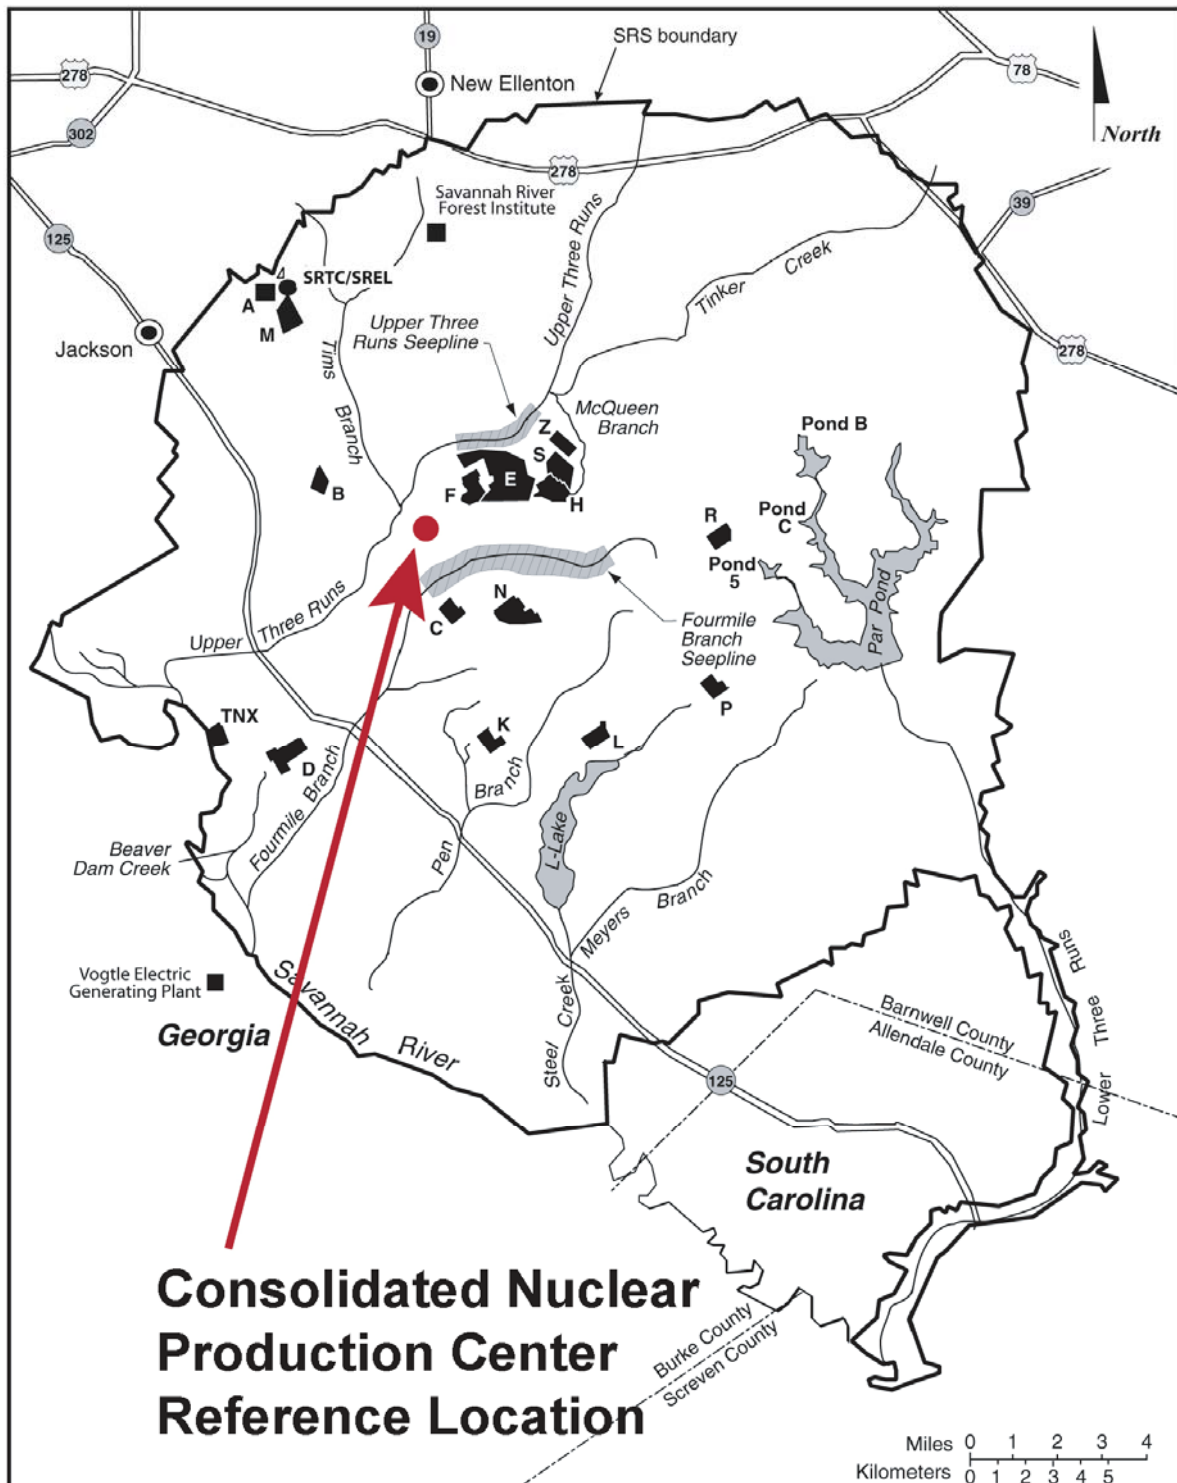 19
SRS boundary
278
78
New Ellenton
302
North
278
Savannah River
Forest Institute
39
125
Upper Three Runs
Tinker Creek
SRTC/SREL
A
M
Upper Three
Runs Seepline
Jackson
278
Tims Branch
McQueen
Branch
Z
Pond B
S
E
F
H
B
Pond
C
R
Pond
5
N
C
Upper Three Runs
Fourmile
Branch
Seepline
Par Pond
P
TNX
K
L
D
Branch
Fourmile Branch
Beaver
Dam Creek
Pen
L-Lake
Meyers Branch
Vogtle Electric
Generating Plant
Savannah River
Georgia
Steel Creek
Lower Three Runs
Barnwell County
Allendale County
125
South
Carolina
Consolidated Nuclear
Production Center
Reference Location
Burke County
Screven County
Miles 0 1 2 3 4
Kilometers 0 1 2 3 4 5